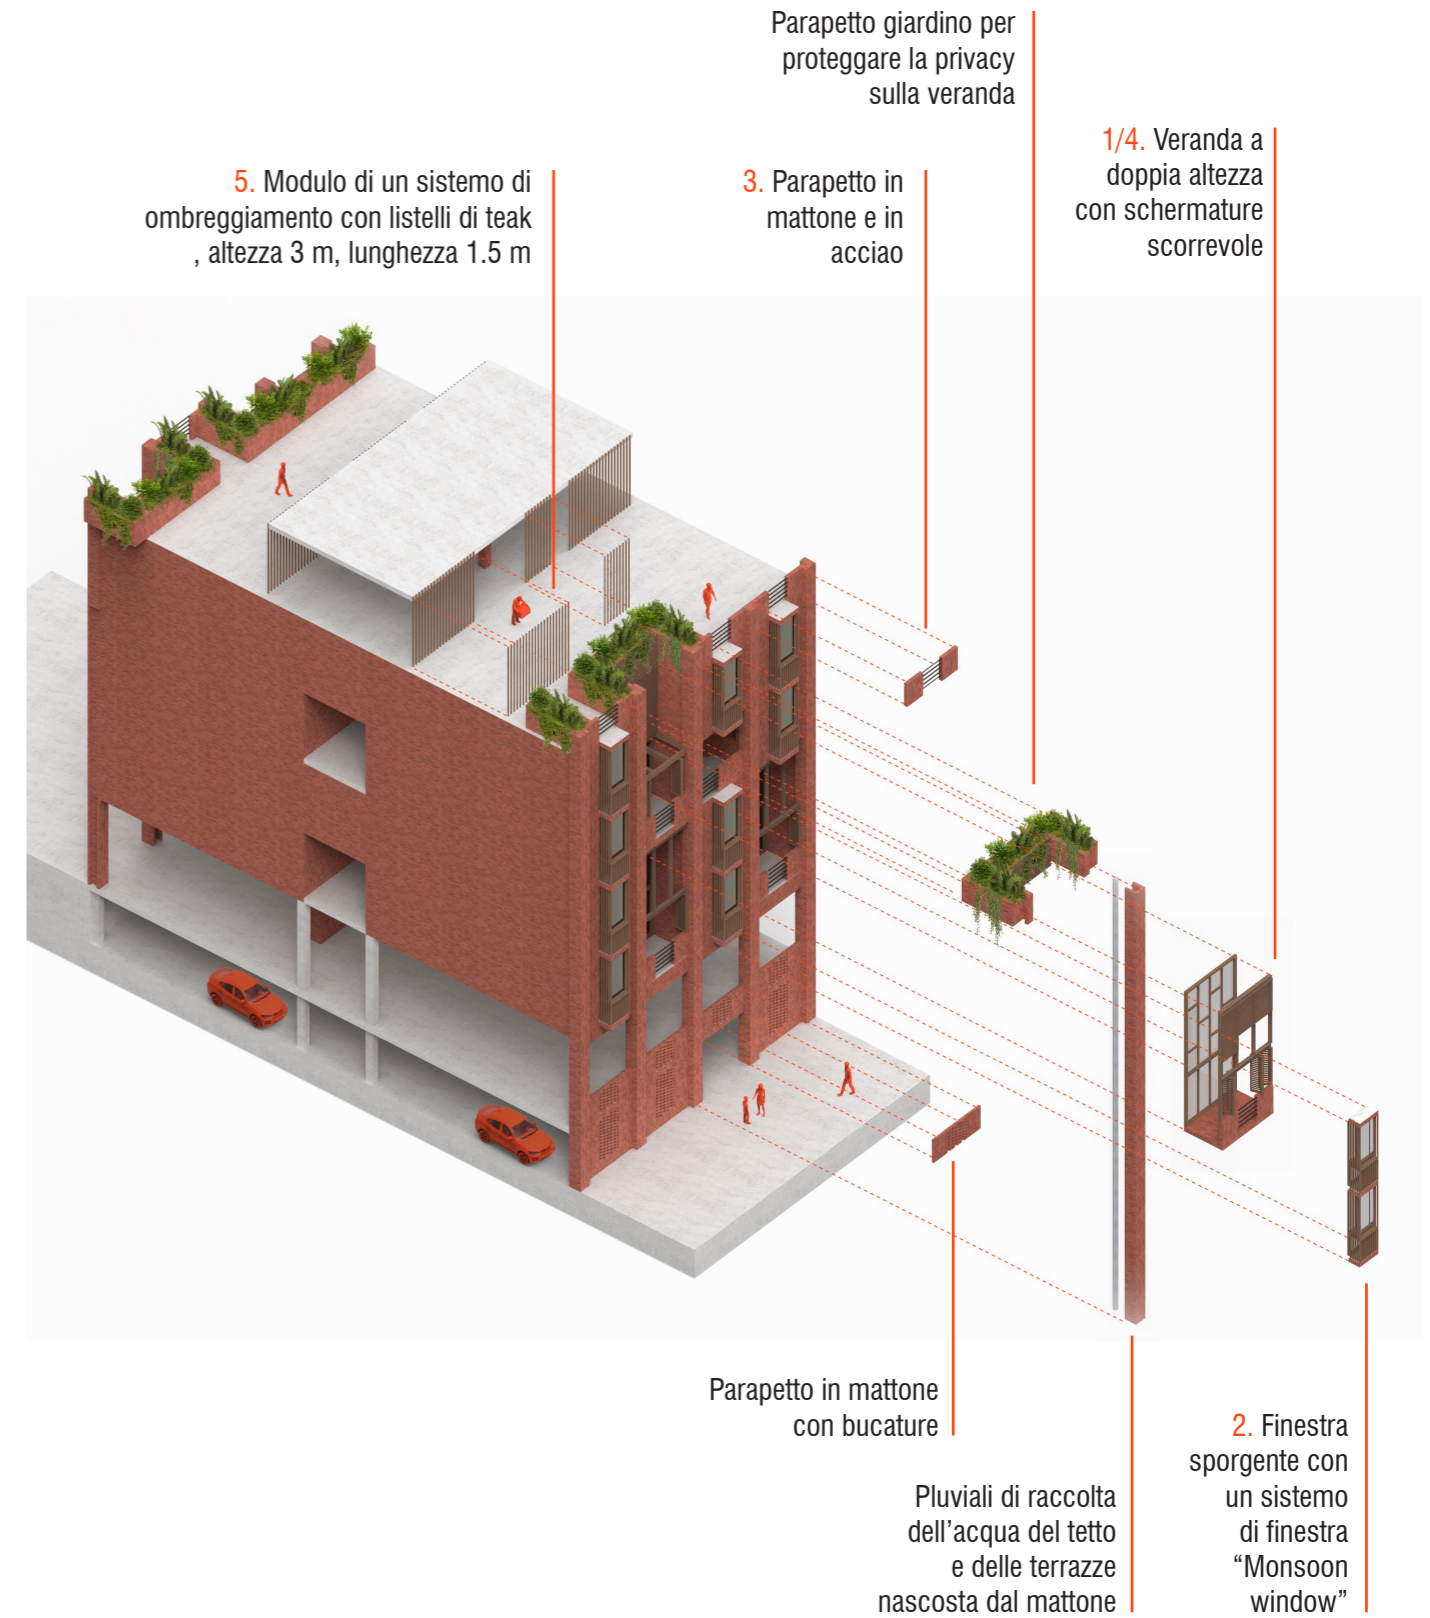 Parapetto giardino per
proteggare la privacy
sulla veranda
1/4. Veranda a
doppia altezza
con schermature
scorrevole
5. Modulo di un sistema di
ombreggiamento con listelli di teak
, altezza 3 m, lunghezza 1.5 m
3. Parapetto in
mattone e in
acciao
Parapetto in mattone
con bucature
Pluviali di raccolta
dell’acqua del tetto
e delle terrazze
nascosta dal mattone
2. Finestra
sporgente con
un sistemo
di finestra
“Monsoon
window”